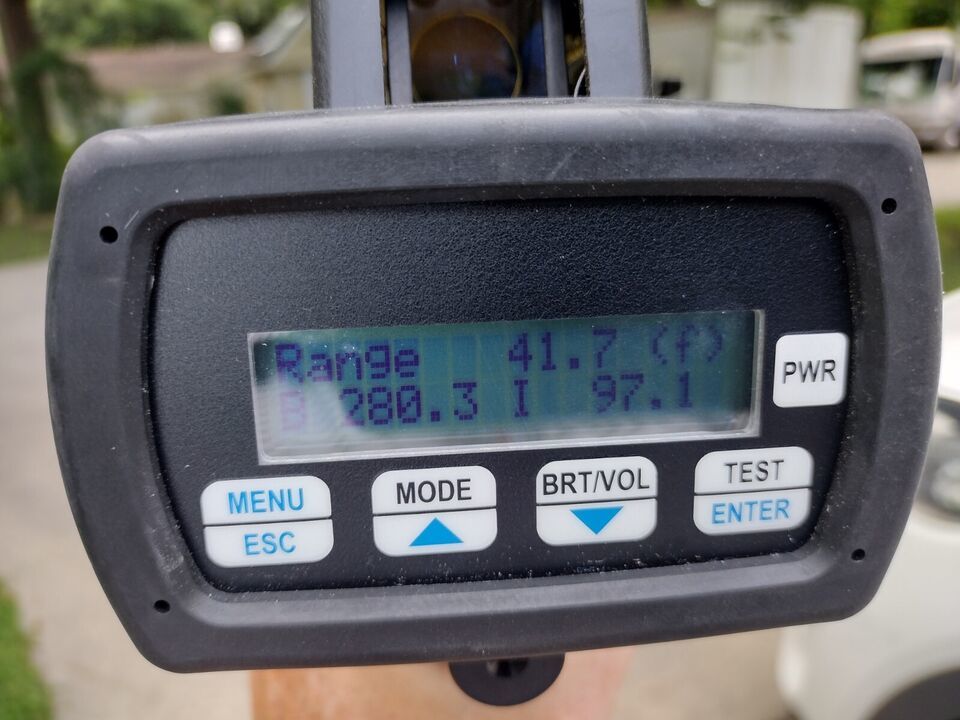 Range 41.7 (f)
B 280.3 I 97.1
PWR
MENU
ESC
MODE
BRT/VOL
TEST
ENTER